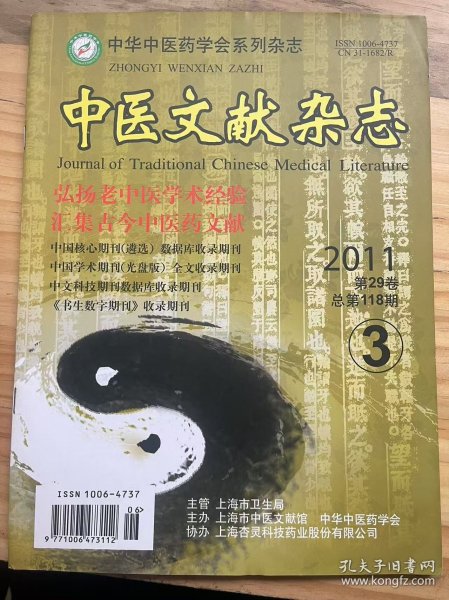 中华中医药学会系列杂志
ZHONGYI WENXIAN ZAZHI
ISSN 1006-4737
CN 31-1682/R
中医文献杂志
Journal of Traditional Chinese Medical Literature
弘扬老中医学术经验
汇集古今中医药文献
中国核心期刊(遴选)数据库收录期刊
中国学术期刊(光盘版)全文收录期刊
中文科技期刊数据库收录期刊
《书生数字期刊》收录期刊
2011
第29卷
总第118期
3
ISSN 1006-4737
06>
9 771006 473112
主管 上海市卫生局
主办 上海市中医文献馆 中华中医药学会
协办 上海杏灵科技药业股份有限公司
孔夫子旧书网
www.kongfz.com